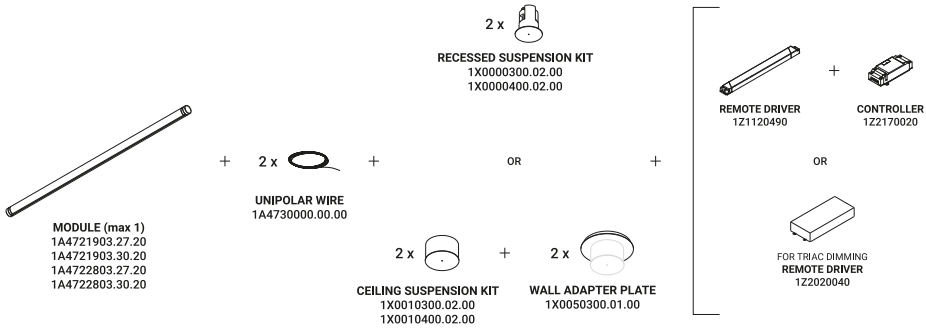 MODULE (max 1)
1A4721903.27.20
1A4721903.30.20
1A4722803.27.20
1A4722803.30.20
+
2 x
UNIPOLAR WIRE
1A4730000.00.00
+
2 x
RECESSED SUSPENSION KIT
1X0000300.02.00
1X0000400.02.00
OR
2 x
CEILING SUSPENSION KIT
1X0010300.02.00
1X0010400.02.00
+
2 x
WALL ADAPTER PLATE
1X0050300.01.00
+
REMOTE DRIVER
1Z1120490
+
CONTROLLER
1Z2170020
OR
FOR TRIAC DIMMING
REMOTE DRIVER
1Z2020040